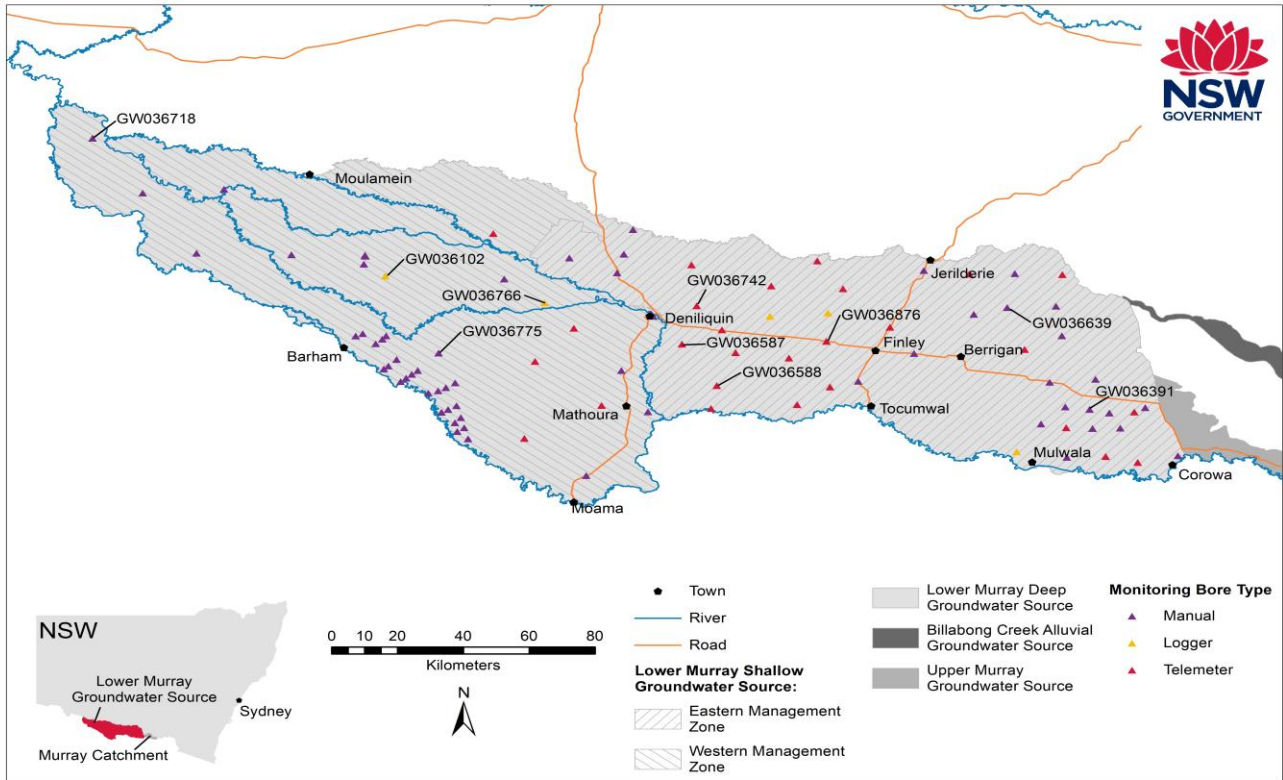 NSW
GOVERNMENT
GW036718
Moulamein
GW036102
GW036766
GW036742
Jerilderie
Deniliquin
GW036876
GW036639
GW036775
Barham
GW036587
Finley
Berrigan
GW036588
GW036391
Mathoura
Tocumwal
Mulwala
Corowa
Moama
NSW
Lower Murray
Groundwater Source
Sydney
Murray Catchment
0 10 20 40 60 80
Kilometers
N
Town
River
Road
Lower Murray Shallow
Groundwater Source:
Eastern Management
Zone
Western Management
Zone
Lower Murray Deep
Groundwater Source
Billabong Creek Alluvial
Groundwater Source
Upper Murray
Groundwater Source
Monitoring Bore Type
Manual
Logger
Telemeter